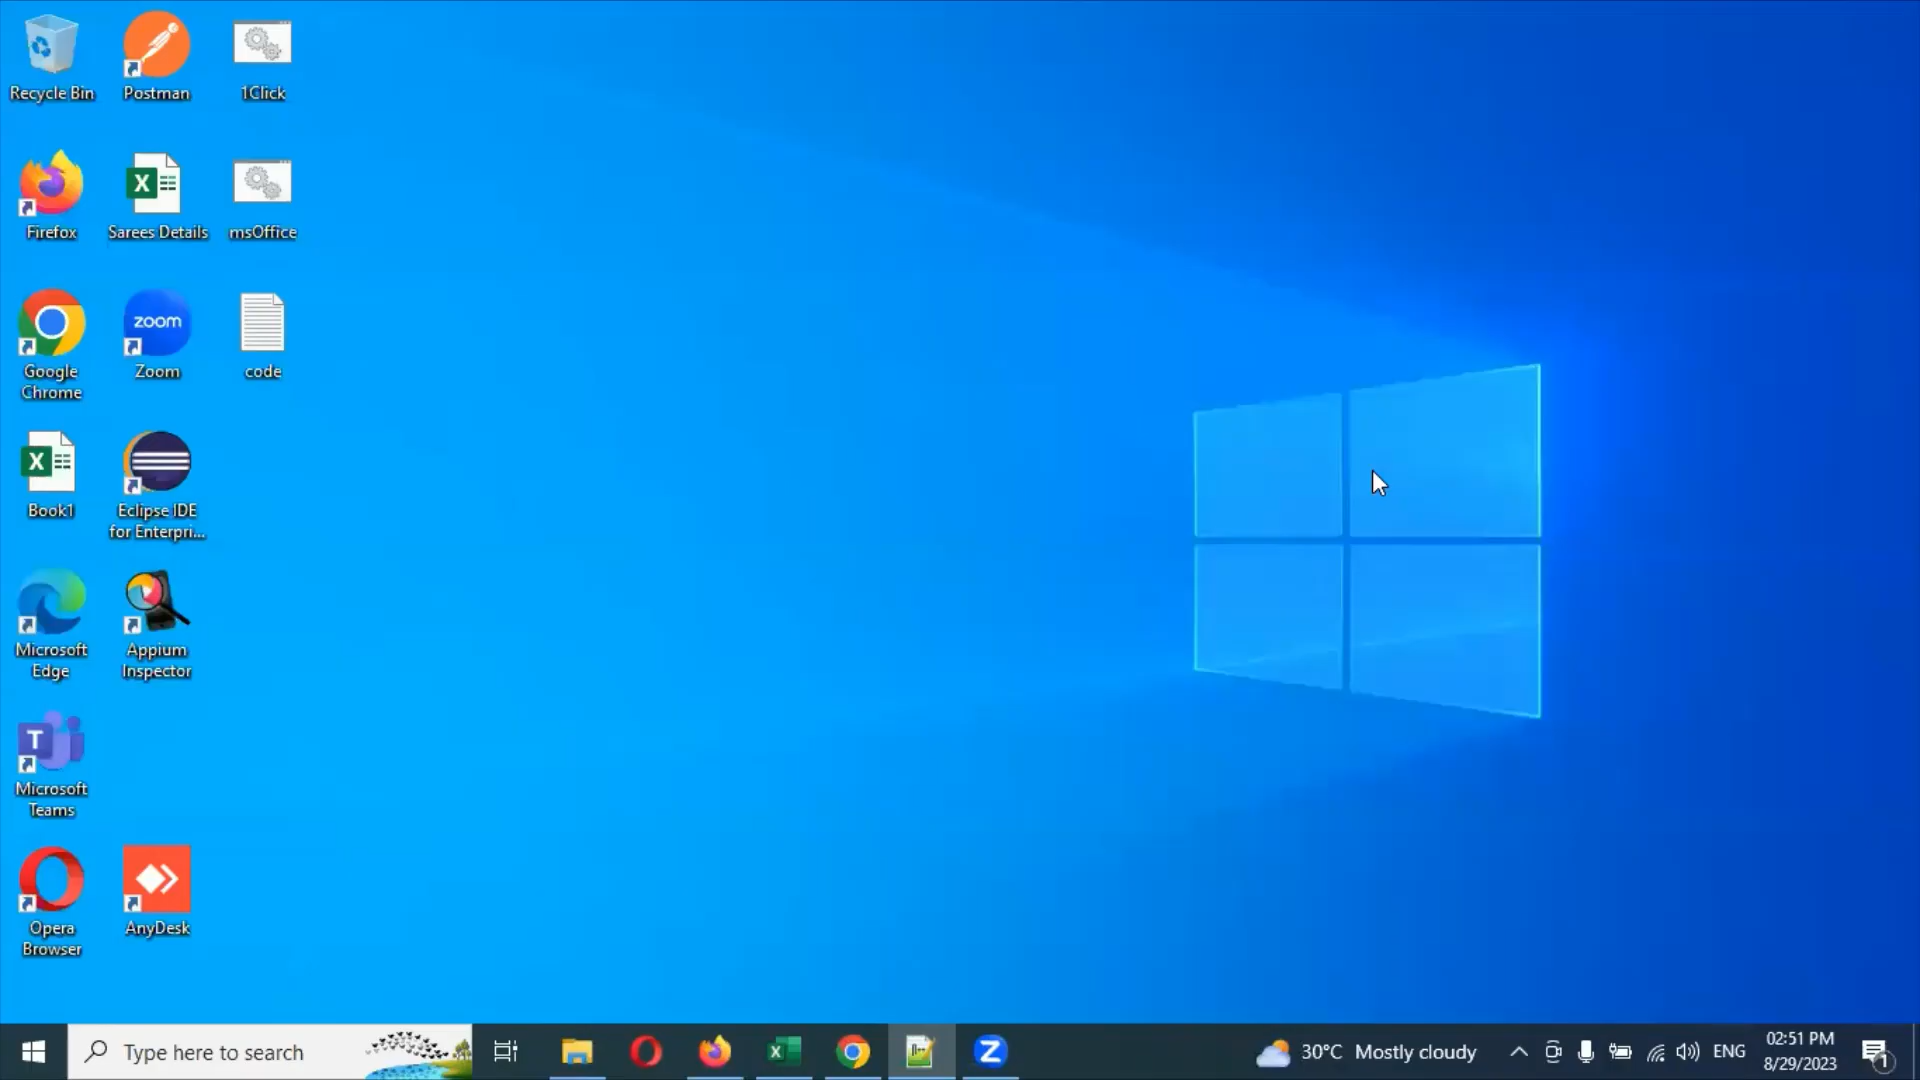 Recycle Bin
Postman
1Click
Firefox
Sarees Details
msOffice
Google
Chrome
zoom
Zoom
code
Book1
Eclipse IDE
for Enterpri...
Microsoft
Edge
Appium
Inspector
T
Microsoft
Teams
Opera
Browser
AnyDesk
Type here to search
30°C Mostly cloudy
ENG
02:51 PM
8/29/2023
1